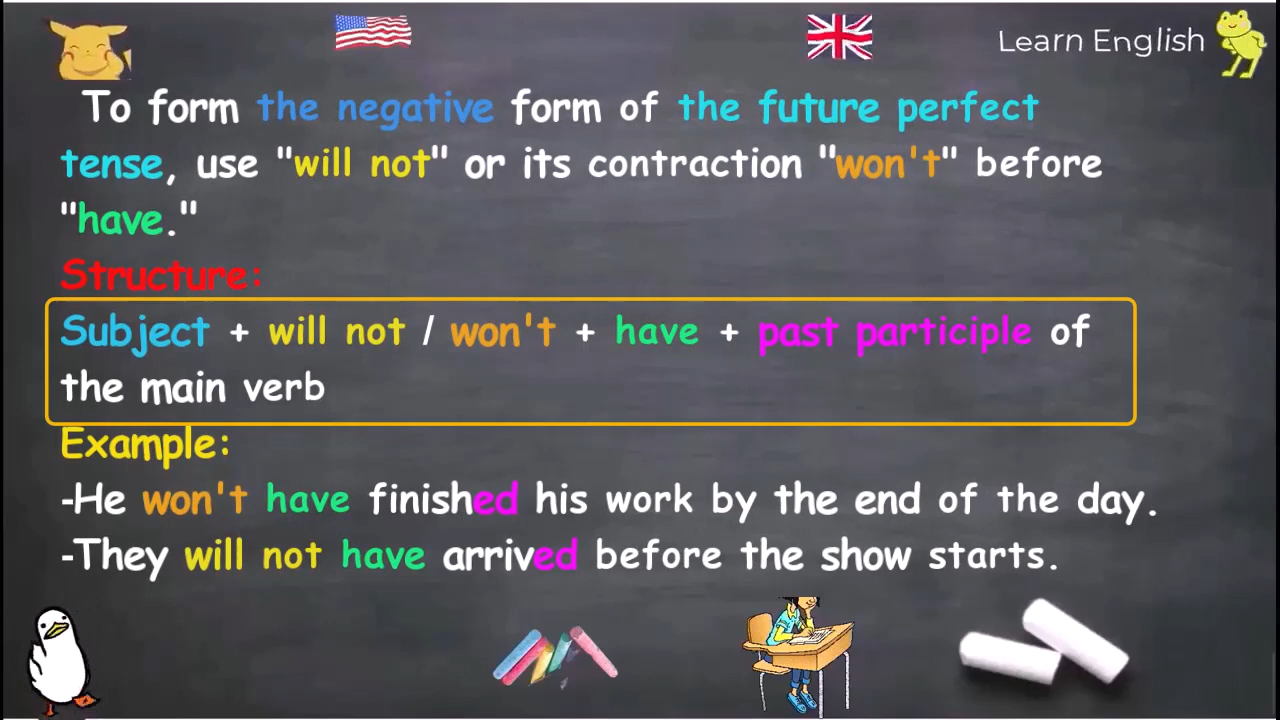 Learn English
To form the negative form of the future perfect
tense, use "will not" or its contraction "won't" before
"have."
Structure:
Subject + will not / won't + have + past participle of
the main verb
Example:
-He won't have finished his work by the end of the day.
-They will not have arrived before the show starts.